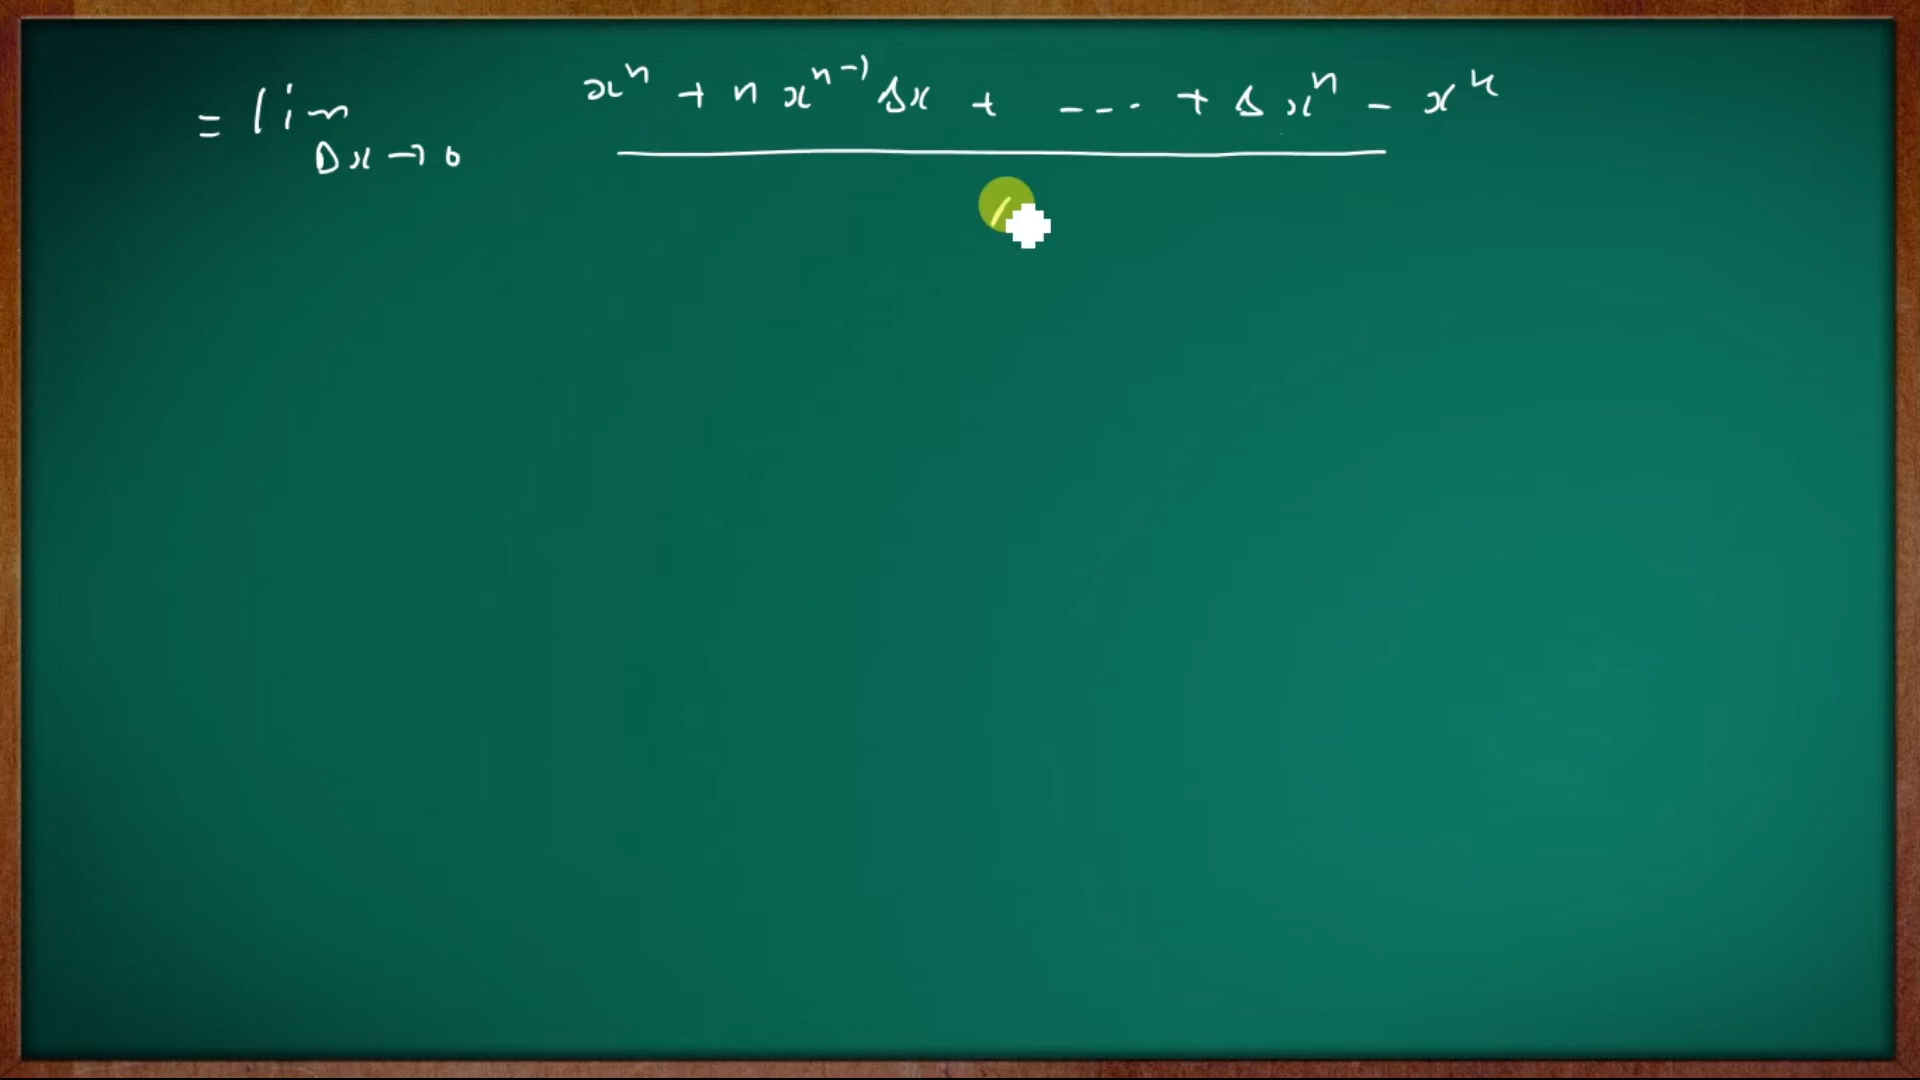 = lim Δx→0 xⁿ + n xⁿ⁻¹ Δx + ---- + Δxⁿ - xⁿ